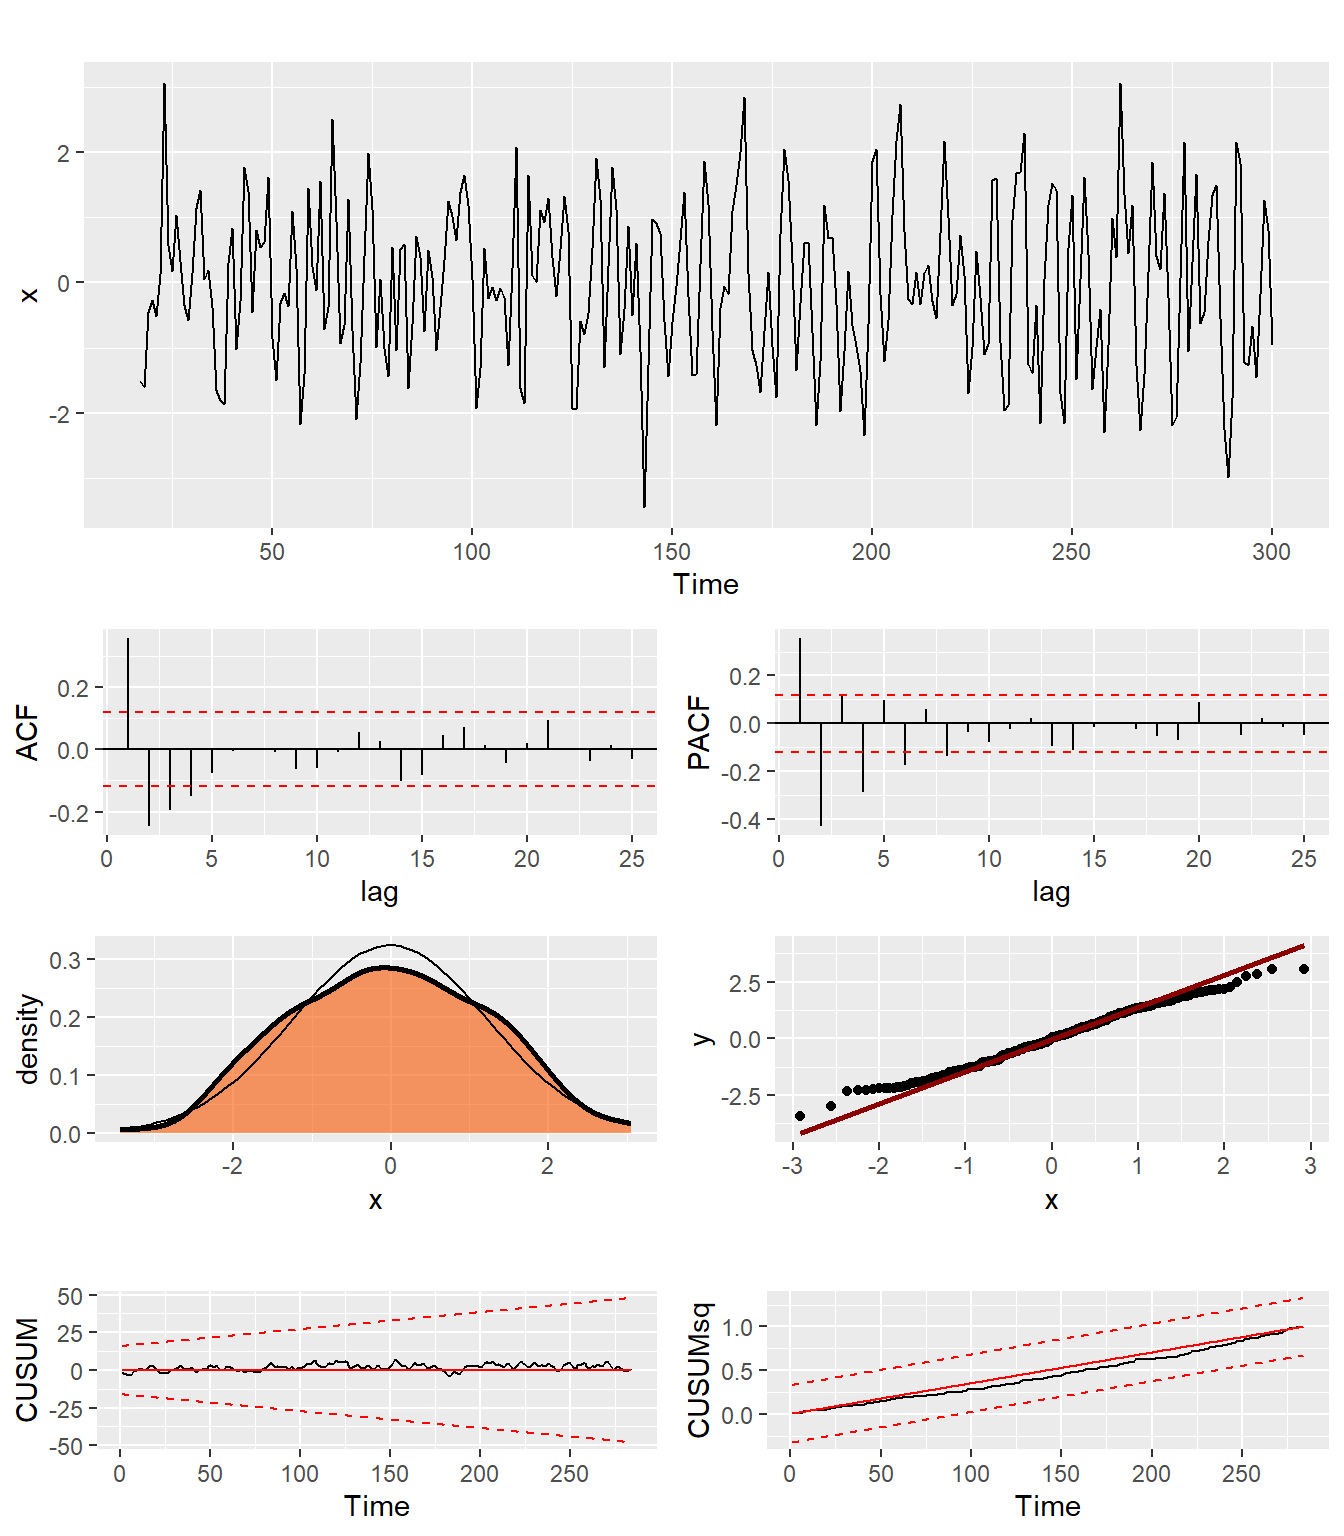 2
0
-2
x
50 100 150 200 250 300
Time
0.2
0.0
-0.2
ACF
0 5 10 15 20 25
lag
0.2
0.0
-0.2
-0.4
PACF
0 5 10 15 20 25
lag
0.3
0.2
0.1
0.0
density
-2 0 2
x
2.5
0.0
-2.5
y
-3 -2 -1 0 1 2 3
x
50
25
0
-25
-50
CUSUM
0 50 100 150 200 250
Time
1.0
0.5
0.0
CUSUMsq
0 50 100 150 200 250
Time